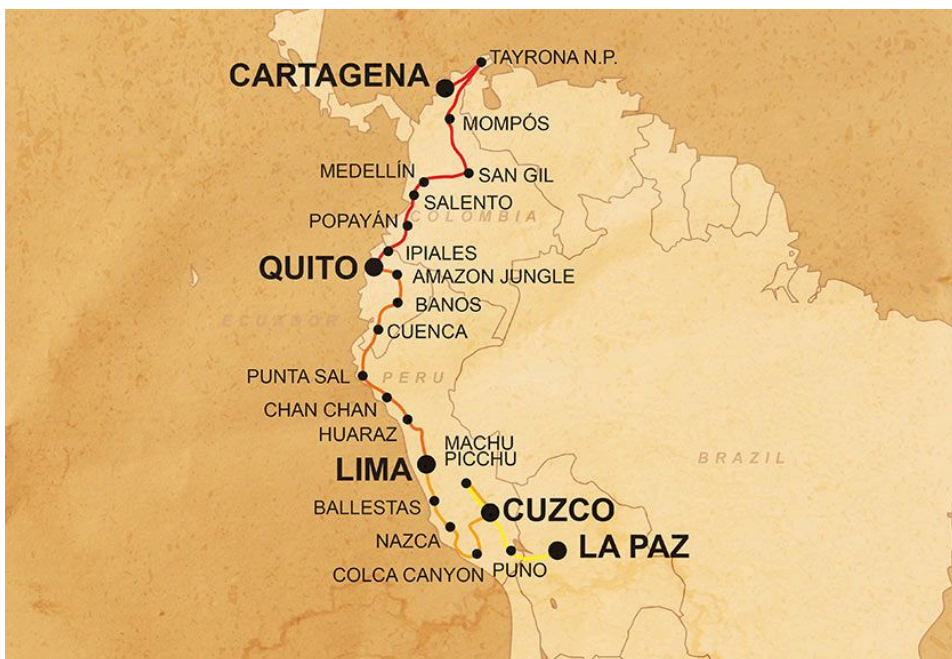 TAYRONA N.P.
CARTAGENA
MOMPÓS
MEDELLÍN
SAN GIL
SALENTO
POPAYÁN
COLOMBIA
IPIALES
QUITO
AMAZON JUNGLE
BANOS
ECUADOR
CUENCA
PUNTA SAL
PERU
CHAN CHAN
HUARAZ
MACHU
PICCHU
LIMA
BRAZIL
BALLESTAS
CUZCO
NAZCA
LA PAZ
PUNO
COLCA CANYON